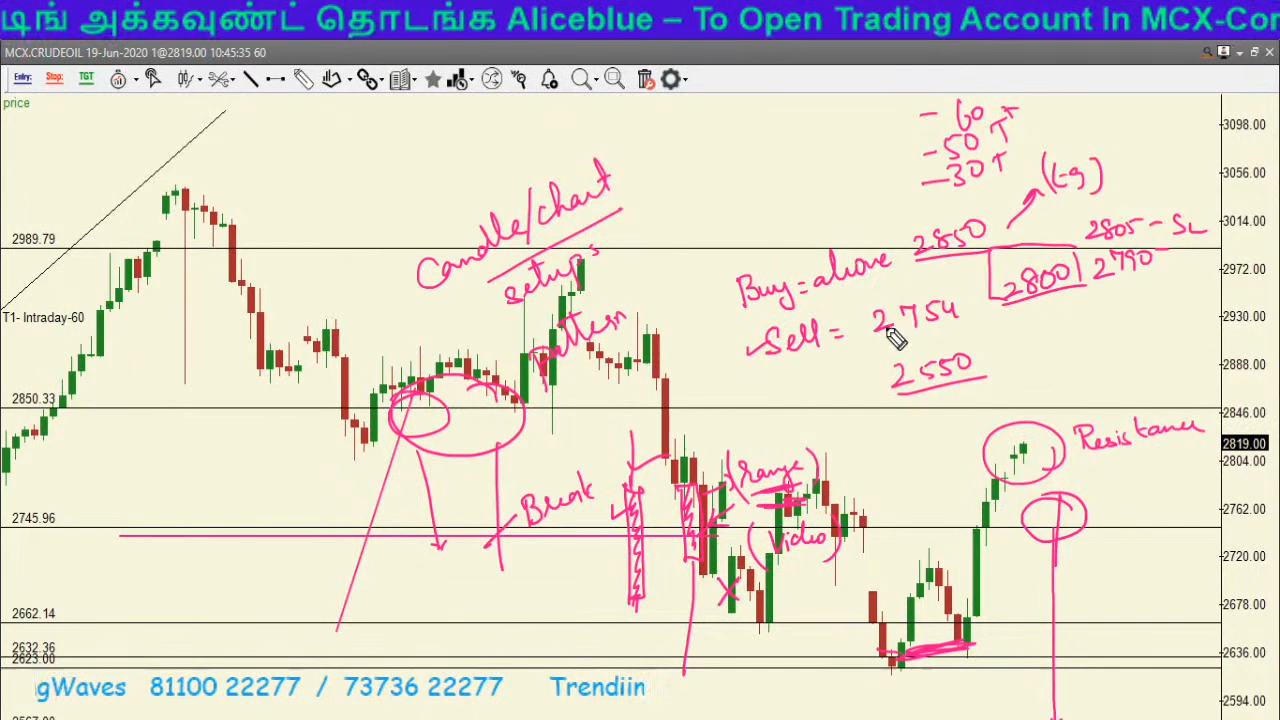 டிங் அக்கவுண்ட் தொடங்க Aliceblue – To Open Trading Account In MCX-Cor
MCX.CRUDEOIL 19-Jun-2020 1@2819.00 10:45:35 60
Entry: Stop: TGT
price
- 60
- 50 T
- 30 T
2850
2805 - SL
2800 2790
Candle/chart
setups
Pattern
Buy = above
Sell = 2754
2550
Resistance
Break
(range)
(Video)
T1- Intraday-60
2989.79
2850.33
2745.96
2662.14
2632.36
2623.00
3098.00
3056.00
3014.00
2972.00
2930.00
2888.00
2846.00
2819.00
2804.00
2762.00
2720.00
2678.00
2636.00
2594.00
gWaves 81100 22277 / 73736 22277 Trendiin